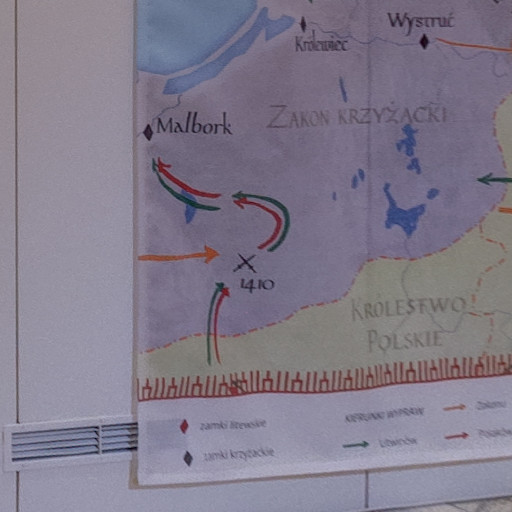 Wystruć
Królewiec
Malbork
ZAKON KRZYŻACKI
1410
KRÓLESTWO
POLSKIE
zamki litewskie
zamki krzyżackie
KIERUNKI WYPRAW
Zakonu
Litwinów
Polaków